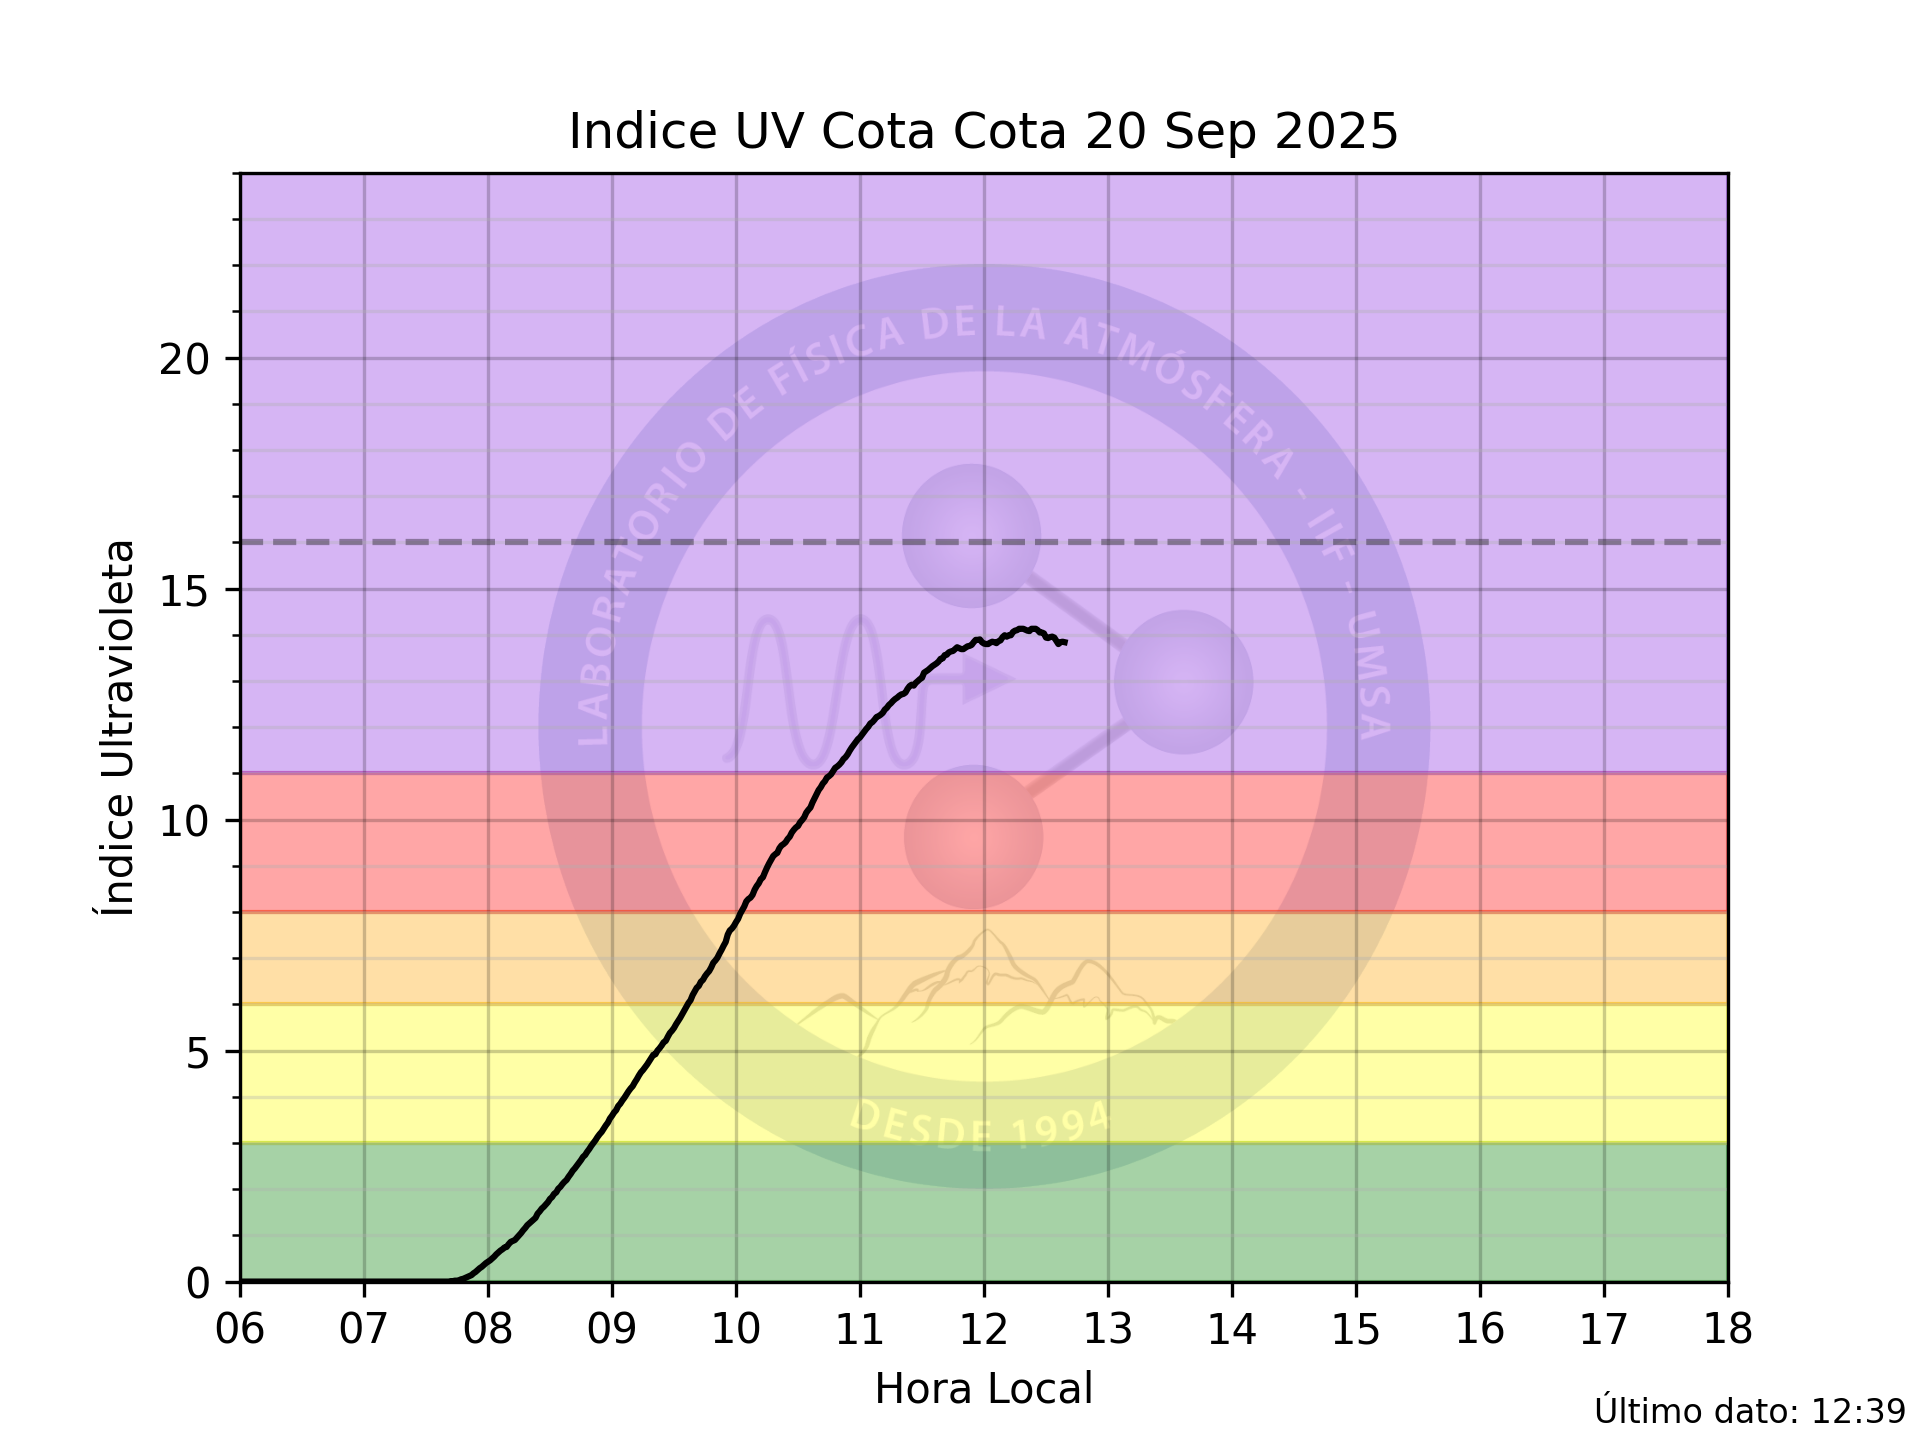 Indice UV Cota Cota 20 Sep 2025
LABORATORIO DE FÍSICA DE LA ATMÓSFERA - IIF - UMSA
DESDE 1994
Índice Ultravioleta
20
15
10
5
0
06 07 08 09 10 11 12 13 14 15 16 17 18
Hora Local
Último dato: 12:39